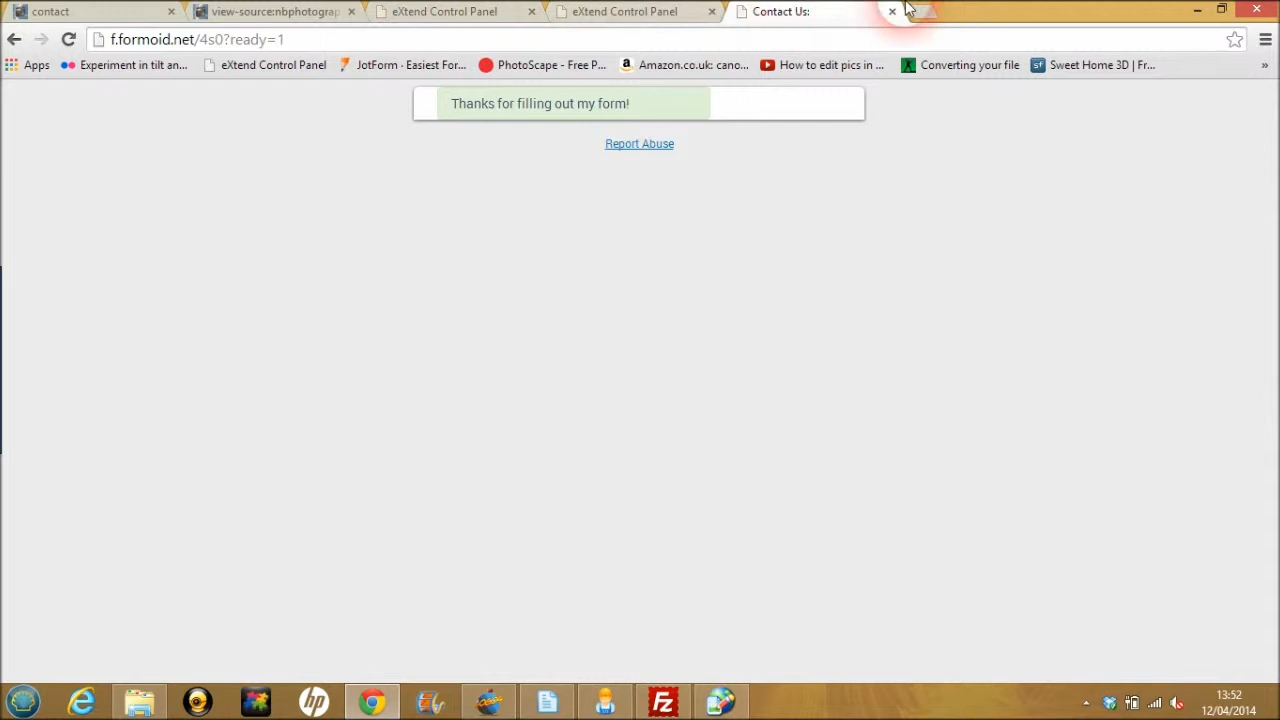 contact
view-source:nbphotograp
eXtend Control Panel
eXtend Control Panel
Contact Us:
f.formoid.net/4s0?ready=1
Apps
Experiment in tilt an...
eXtend Control Panel
JotForm · Easiest For...
PhotoScape - Free P...
Amazon.co.uk: cano...
How to edit pics in ...
Converting your file
sf
Sweet Home 3D | Fr...
»
Thanks for filling out my form!
Report Abuse
hp
Fz
13:52
12/04/2014